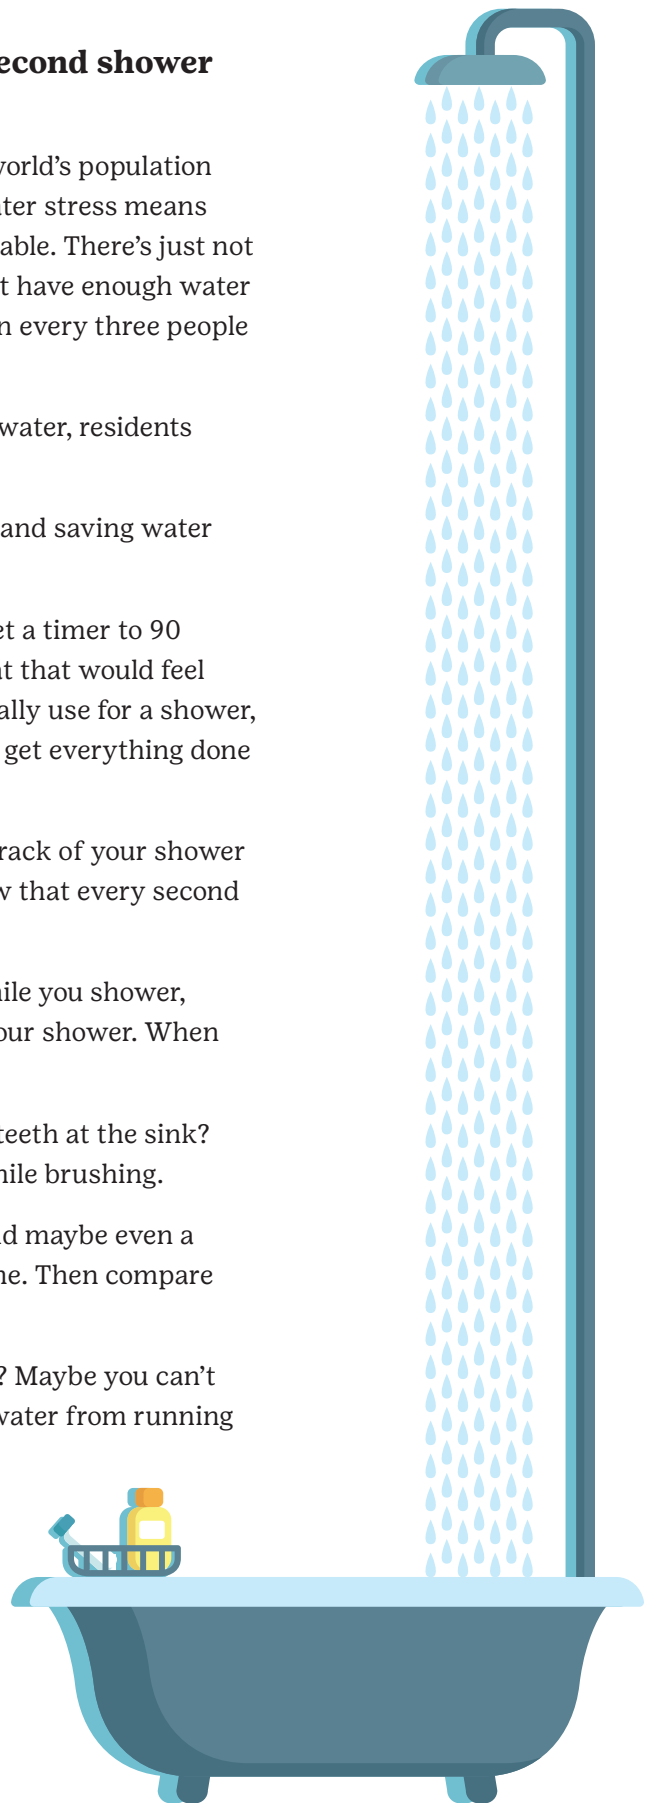 econd shower
vorld’s population
ter stress means
able. There’s just not
t have enough water
n every three people
water, residents
and saving water
et a timer to 90
t that would feel
ally use for a shower,
get everything done
rack of your shower
v that every second
ile you shower,
our shower. When
teeth at the sink?
hile brushing.
d maybe even a
ne. Then compare
? Maybe you can’t
water from running